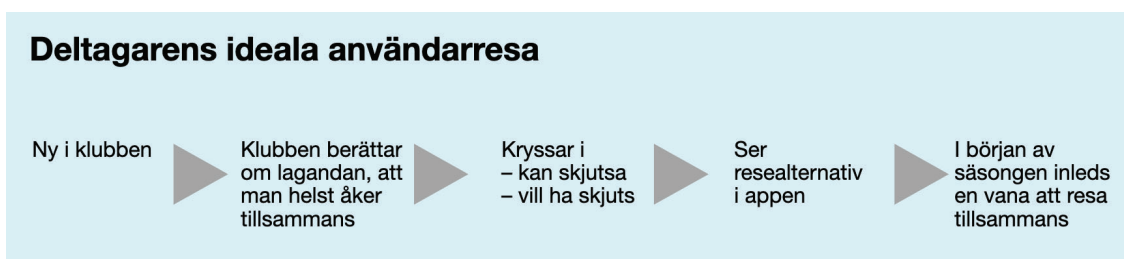 Deltagarens ideala användarresa
Ny i klubben
Klubben berättar
om lagandan, att
man helst åker
tillsammans
Kryssar i
– kan skjutsa
– vill ha skjuts
Ser
resealternativ
i appen
I början av
säsongen inleds
en vana att resa
tillsammans